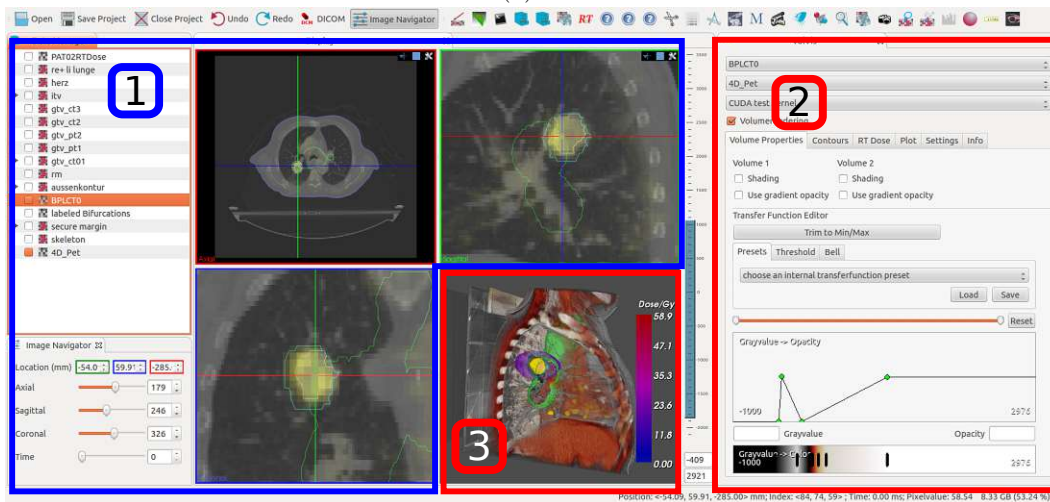 Open Save Project Close Project Undo Redo DICOM Image Navigator RT M
PAT02RTDose
re+ li lunge
herz
itv
gtv_ct3
gtv_ct2
gtv_pt2
gtv_pt1
gtv_ct01
rm
aussenkontur
BPLCT0
labeled Bifurcations
secure margin
skeleton
4D_Pet
1
Image Navigator
Location (mm) -54.0 59.91 -285.
Axial 179
Sagittal 246
Coronal 326
Time 0
Axial
Sagittal
Dose/Gy
58.9
47.1
35.3
23.6
11.8
0.00
3
-409
2921
BPLCT0
4D_Pet
CUDA test kernel
2
Volume Properties Contours RT Dose Plot Settings Info
Volume 1 Volume 2
Shading Shading
Use gradient opacity Use gradient opacity
Transfer Function Editor
Trim to Min/Max
Presets Threshold Bell
choose an internal transferfunction preset
Load Save
Reset
Grayvalue -> Opacity
-1000 2976
Grayvalue Opacity
Grayvalue -> Color
-1000 2976
Position: <-54.09, 59.91, -285.00> mm; Index: <84, 74, 59> ; Time: 0.00 ms; Pixelvalue: 58.54 8.33 GB (53.24 %)